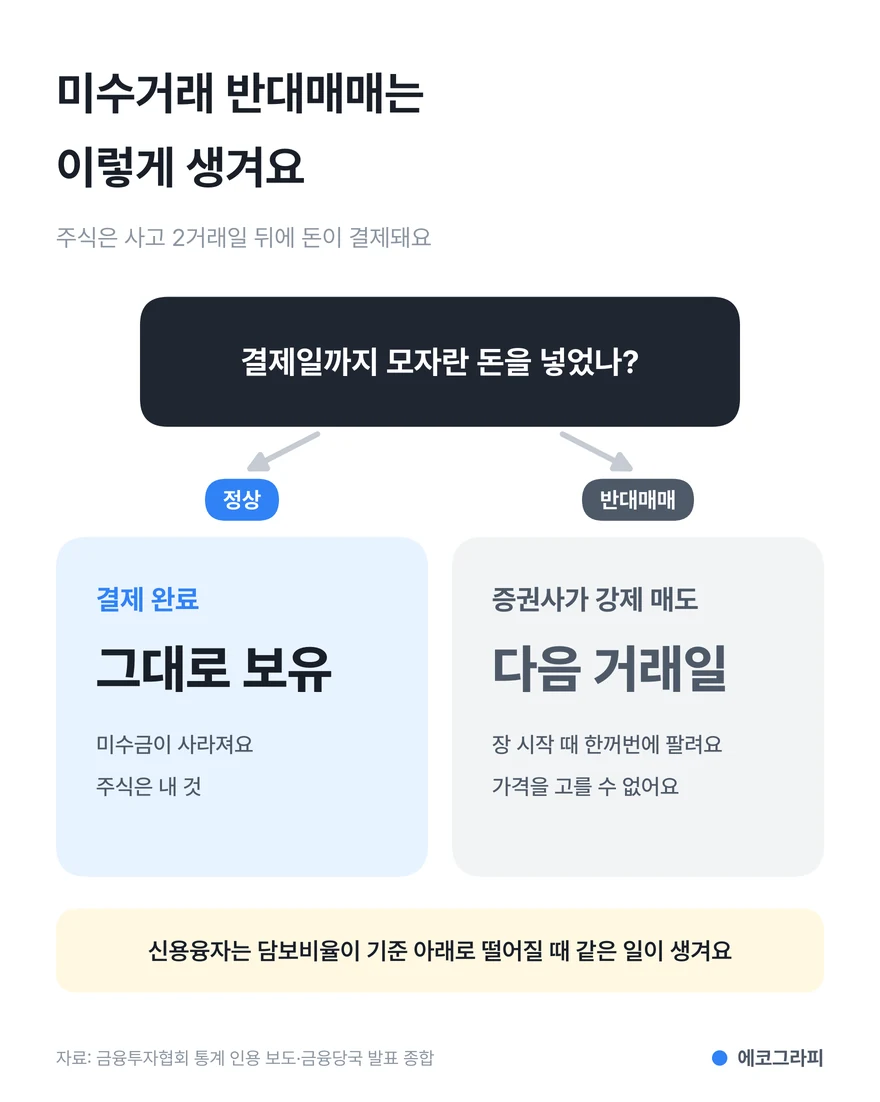 미수거래 반대매매는
이렇게 생겨요
주식은 사고 2거래일 뒤에 돈이 결제돼요
결제일까지 모자란 돈을 넣었나?
정상
반대매매
결제 완료
그대로 보유
미수금이 사라져요
주식은 내 것
증권사가 강제 매도
다음 거래일
장 시작 때 한꺼번에 팔려요
가격을 고를 수 없어요
신용융자는 담보비율이 기준 아래로 떨어질 때 같은 일이 생겨요
자료: 금융투자협회 통계 인용 보도·금융당국 발표 종합
에코그라피